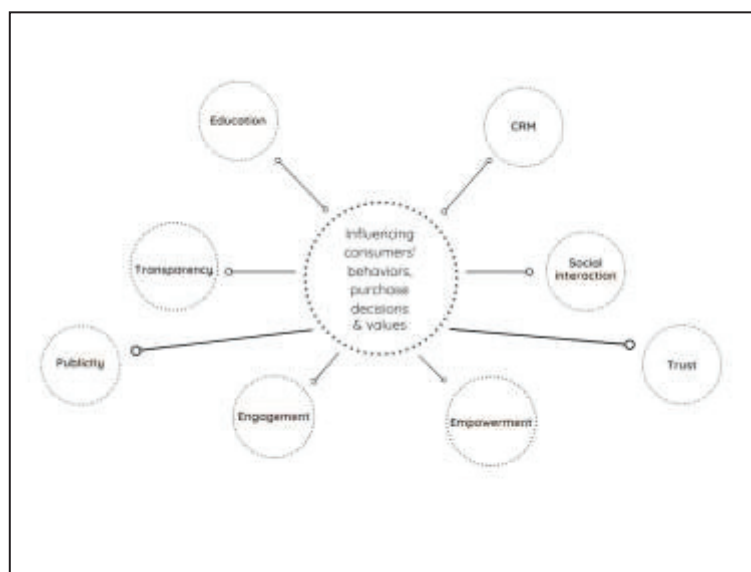 Education
CRM
Influencing
consumers'
behaviors,
purchase
decisions
& values
Transparency
Social
interaction
Publicity
Trust
Engagement
Empowerment